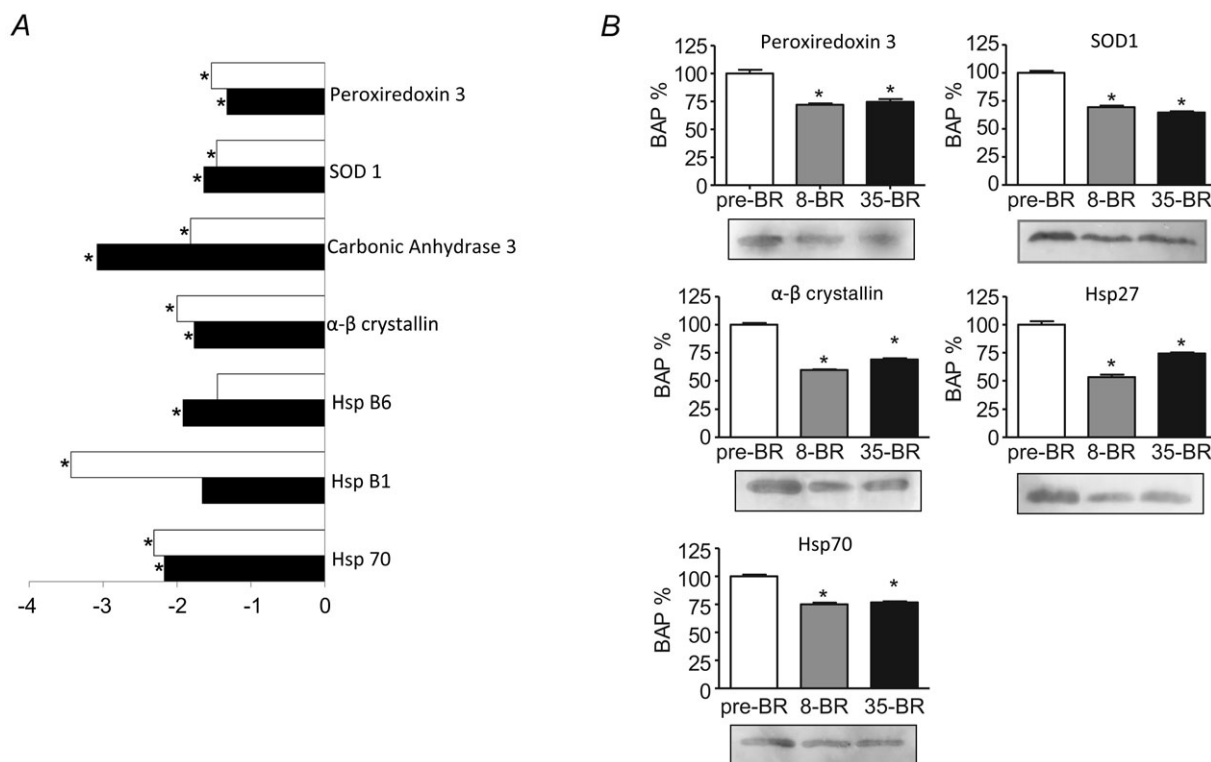 A
* Peroxiredoxin 3
*
* SOD 1
*
* Carbonic Anhydrase 3
*
* α-β crystallin
*
Hsp B6
*
* Hsp B1
* Hsp 70
*
-4 -3 -2 -1 0
B
Peroxiredoxin 3
BAP %
125
100
75
50
25
0
* *
pre-BR 8-BR 35-BR
SOD1
BAP %
125
100
75
50
25
0
* *
pre-BR 8-BR 35-BR
α-β crystallin
BAP %
125
100
75
50
25
0
* *
pre-BR 8-BR 35-BR
Hsp27
BAP %
125
100
75
50
25
0
* *
pre-BR 8-BR 35-BR
Hsp70
BAP %
125
100
75
50
25
0
* *
pre-BR 8-BR 35-BR